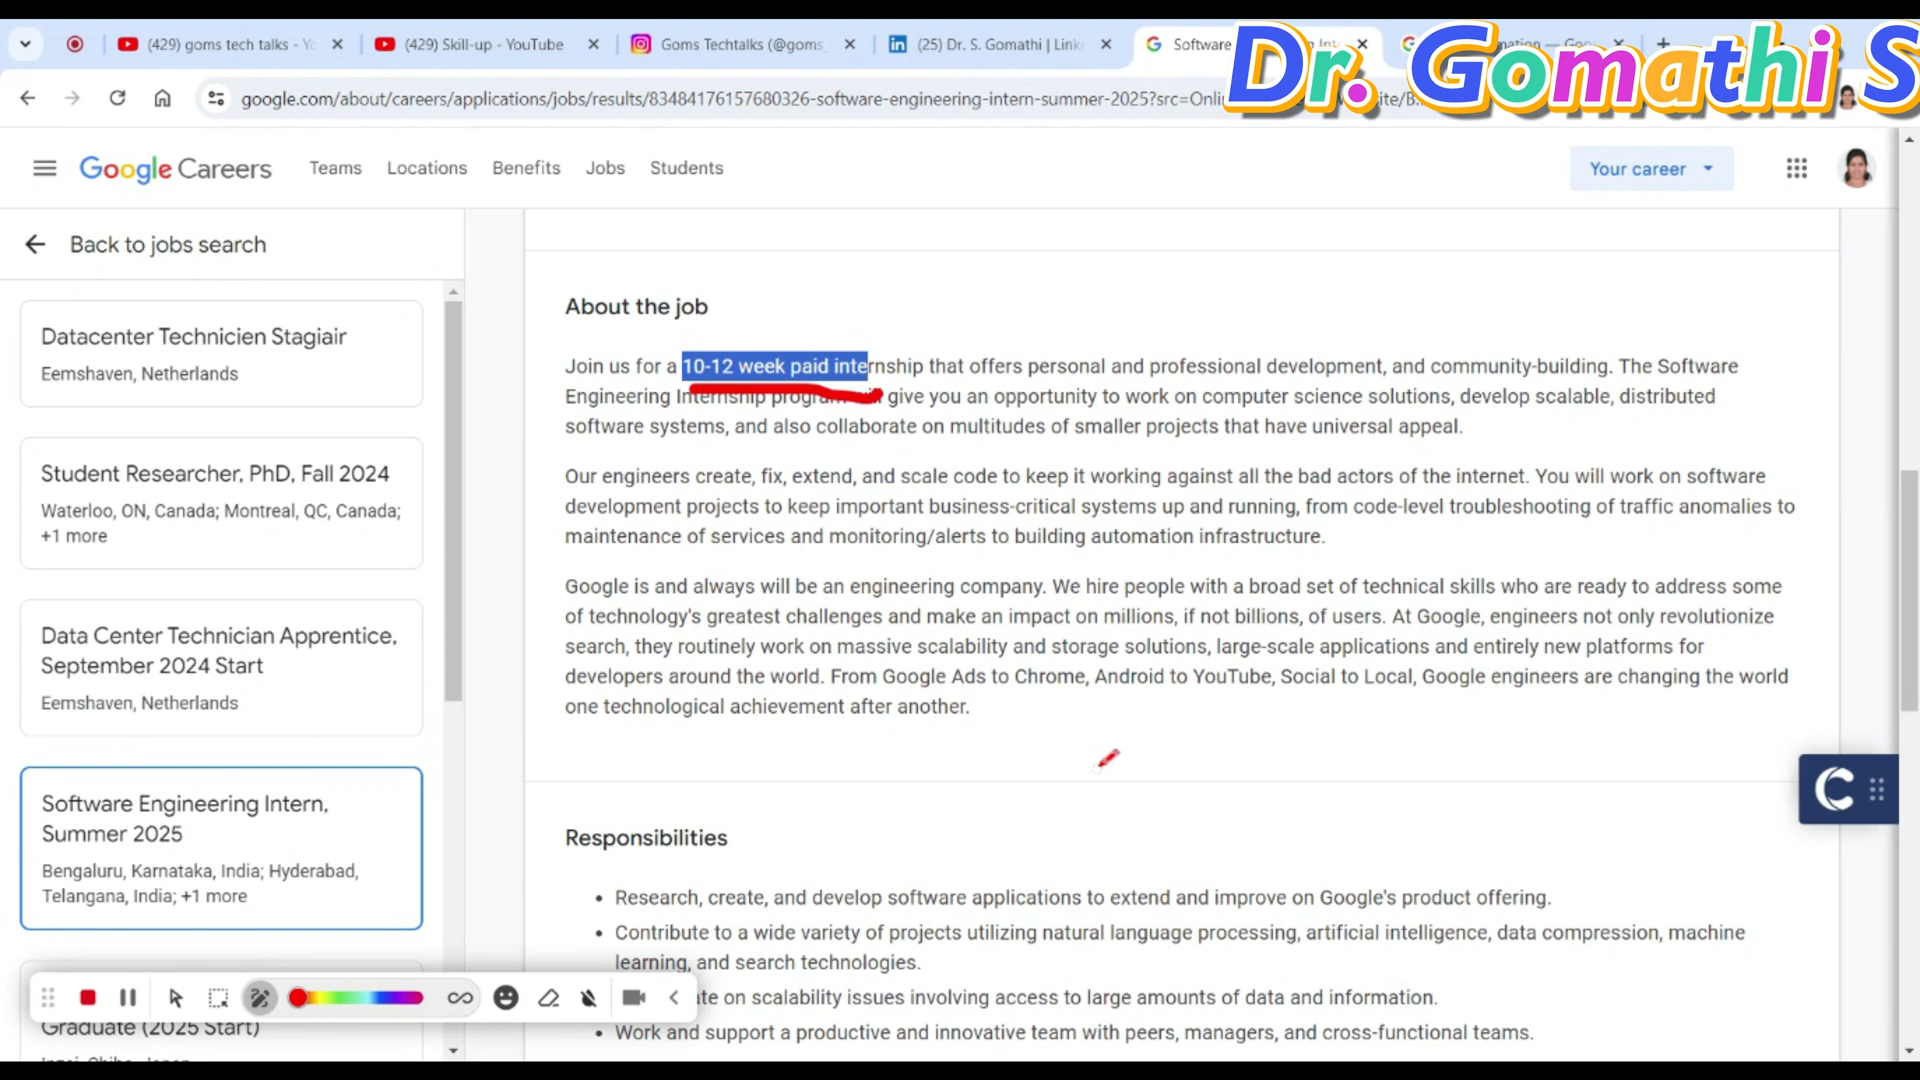 (429) goms tech talks - Yo
(429) Skill-up - YouTube
Goms Techtalks (@goms_
(25) Dr. S. Gomathi | Link
Software
Dr. Gomathi S
google.com/about/careers/applications/jobs/results/83484176157680326-software-engineering-intern-summer-2025?src=Onli
Google Careers
Teams
Locations
Benefits
Jobs
Students
Your career
Back to jobs search
Datacenter Technicien Stagiair
Eemshaven, Netherlands
Student Researcher, PhD, Fall 2024
Waterloo, ON, Canada; Montreal, QC, Canada;
+1 more
Data Center Technician Apprentice,
September 2024 Start
Eemshaven, Netherlands
Software Engineering Intern,
Summer 2025
Bengaluru, Karnataka, India; Hyderabad,
Telangana, India; +1 more
Graduate (2025 Start)
About the job
Join us for a 10-12 week paid internship that offers personal and professional development, and community-building. The Software
Engineering Internship program will give you an opportunity to work on computer science solutions, develop scalable, distributed
software systems, and also collaborate on multitudes of smaller projects that have universal appeal.
Our engineers create, fix, extend, and scale code to keep it working against all the bad actors of the internet. You will work on software
development projects to keep important business-critical systems up and running, from code-level troubleshooting of traffic anomalies to
maintenance of services and monitoring/alerts to building automation infrastructure.
Google is and always will be an engineering company. We hire people with a broad set of technical skills who are ready to address some
of technology's greatest challenges and make an impact on millions, if not billions, of users. At Google, engineers not only revolutionize
search, they routinely work on massive scalability and storage solutions, large-scale applications and entirely new platforms for
developers around the world. From Google Ads to Chrome, Android to YouTube, Social to Local, Google engineers are changing the world
one technological achievement after another.
Responsibilities
Research, create, and develop software applications to extend and improve on Google's product offering.
Contribute to a wide variety of projects utilizing natural language processing, artificial intelligence, data compression, machine
learning, and search technologies.
on scalability issues involving access to large amounts of data and information.
Work and support a productive and innovative team with peers, managers, and cross-functional teams.